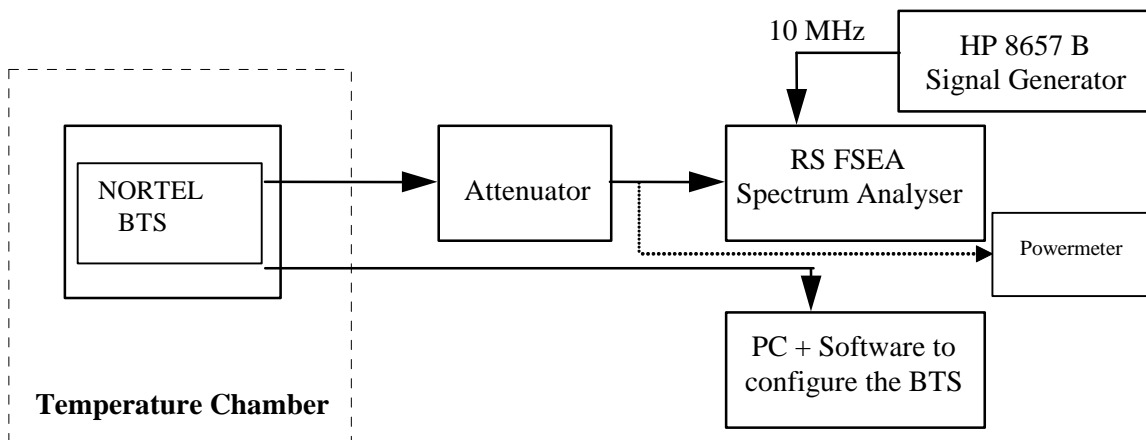 10 MHz
HP 8657 B
Signal Generator
NORTEL
BTS
Attenuator
RS FSEA
Spectrum Analyser
Powermeter
PC + Software to
configure the BTS
Temperature Chamber